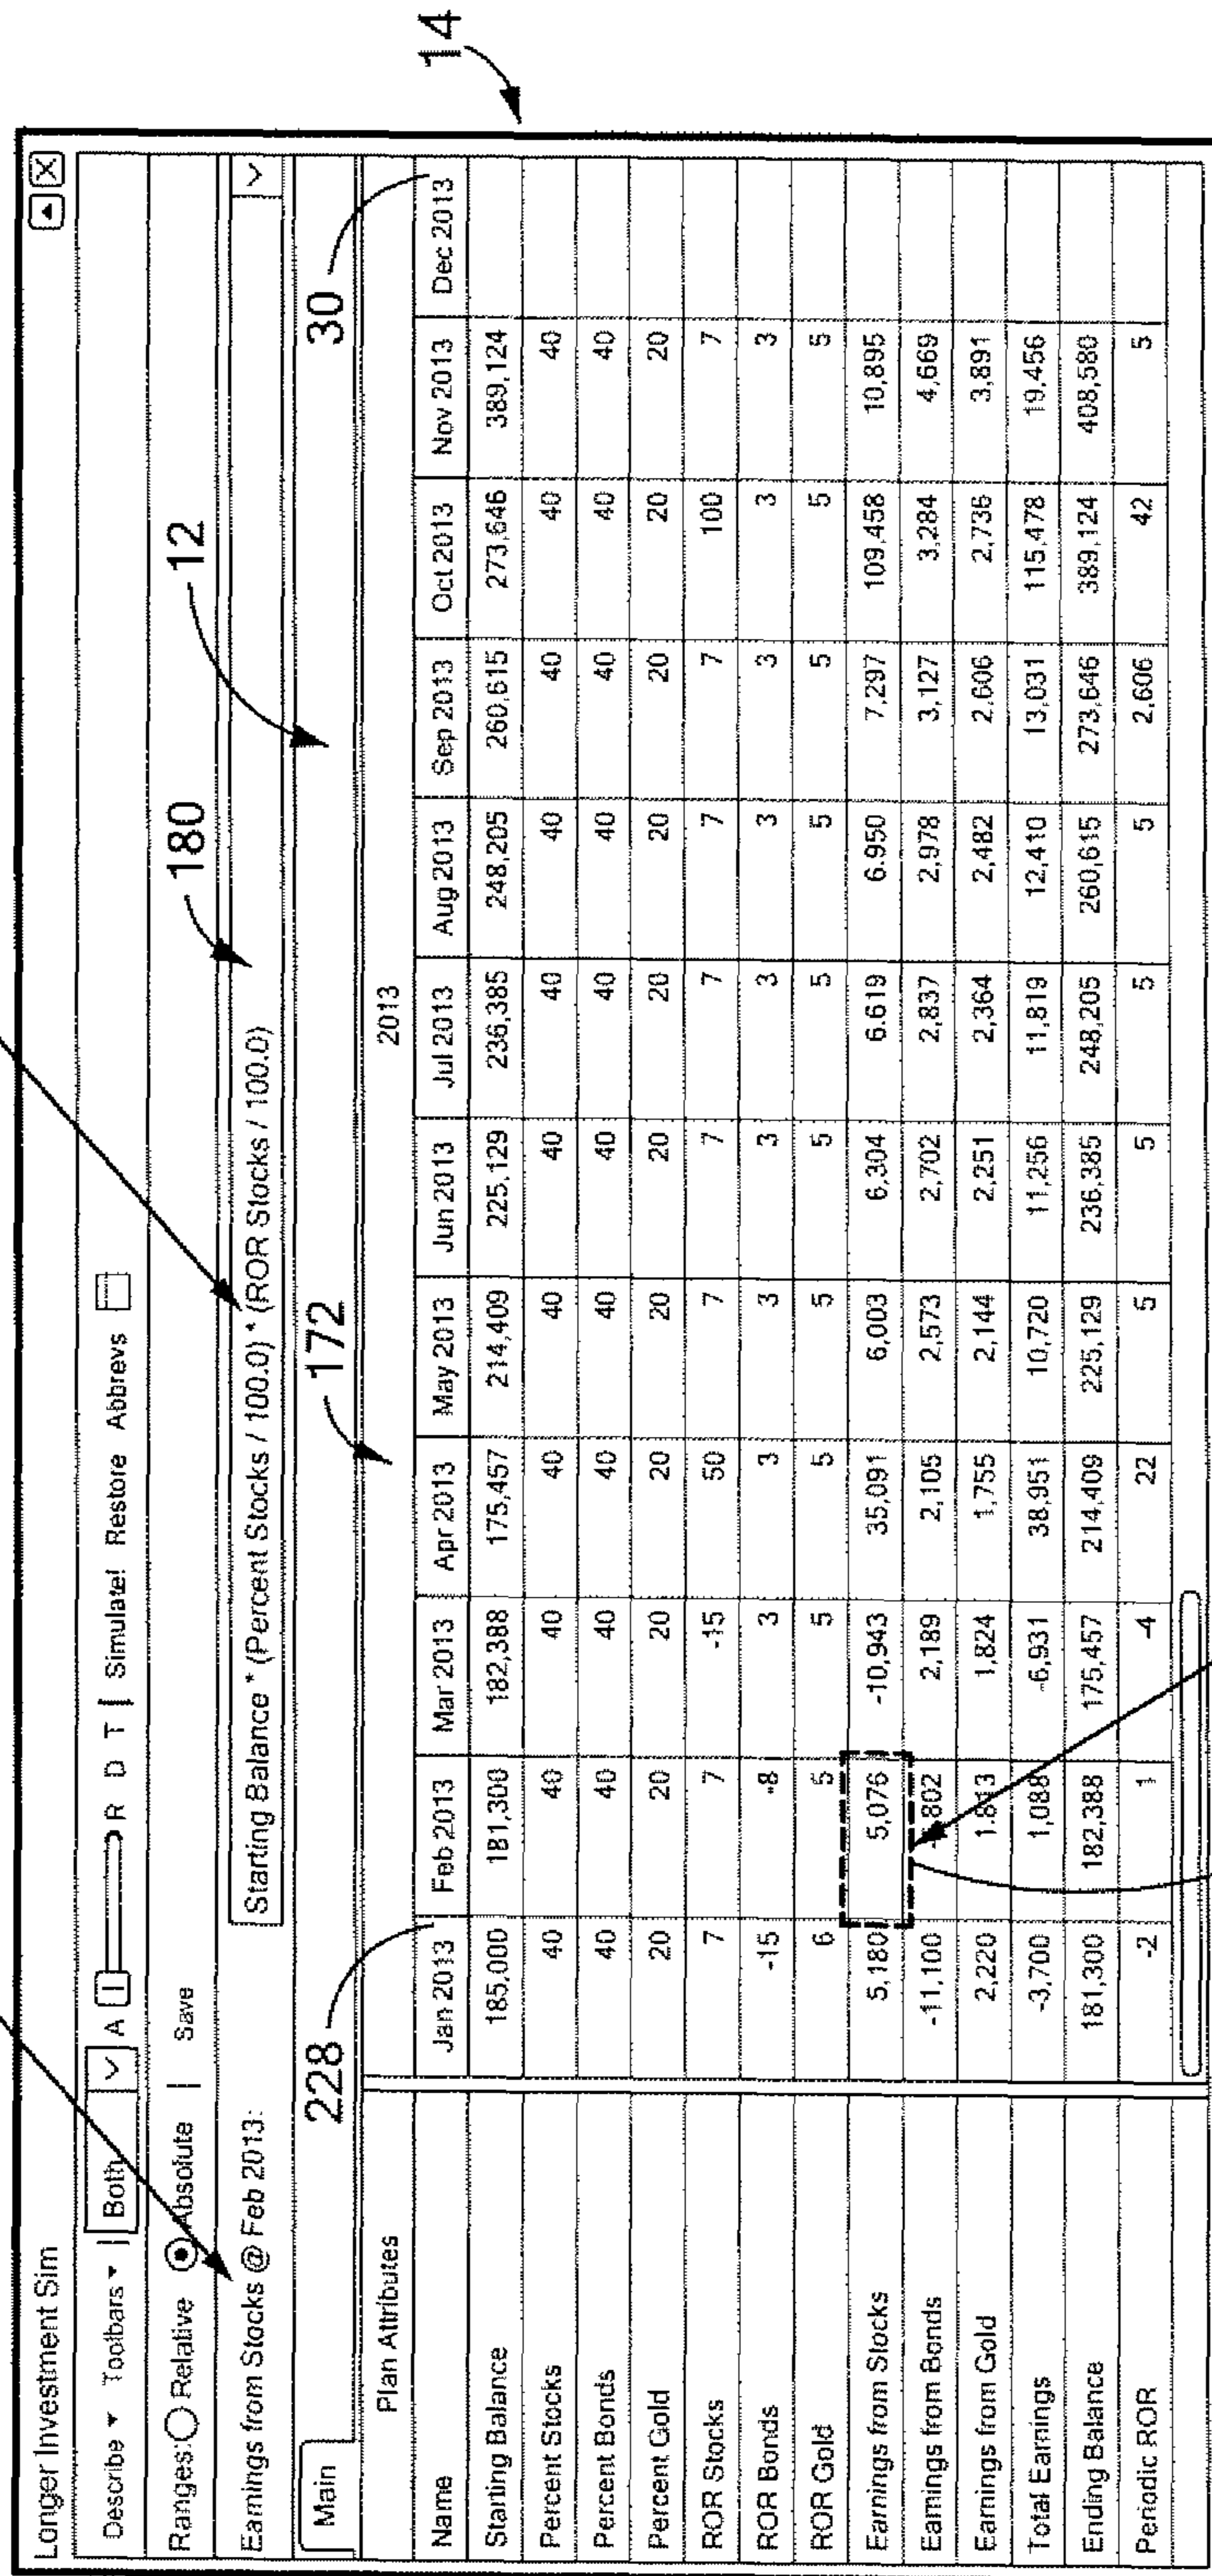 14
Longer Investment Sim
Describe ▾ Toolbars ▾ | Both A R D T | Simulate! Restore Abbrevs
Ranges: Relative Absolute | Save
180
12
Earnings from Stocks @ Feb 2013: Starting Balance * (Percent Stocks / 100.0) * (ROR Stocks / 100.0)
Main
228
172
30
Plan Attributes 2013
Name Jan 2013 Feb 2013 Mar 2013 Apr 2013 May 2013 Jun 2013 Jul 2013 Aug 2013 Sep 2013 Oct 2013 Nov 2013 Dec 2013
Starting Balance 185,000 181,300 182,388 175,457 214,409 225,129 236,385 248,205 260,615 273,646 389,124
Percent Stocks 40 40 40 40 40 40 40 40 40 40 40
Percent Bonds 40 40 40 40 40 40 40 40 40 40 40
Percent Gold 20 20 20 20 20 20 20 20 20 20 20
ROR Stocks 7 7 -15 50 7 7 7 7 7 100 7
ROR Bonds -15 -8 3 3 3 3 3 3 3 3 3
ROR Gold 6 5 5 5 5 5 5 5 5 5 5
Earnings from Stocks 5,180 5,076 -10,943 35,091 6,003 6,304 6.619 6.950 7,297 109,458 10,895
Earnings from Bonds -11,100 802 2,189 2,105 2,573 2,702 2,837 2,978 3,127 3,284 4,669
Earnings from Gold 2,220 1.813 1,824 1,755 2,144 2,251 2,364 2,482 2,606 2,736 3,891
Total Earnings -3,700 1,088 -6,931 38,951 10,720 11,256 11,819 12,410 13,031 115,478 19,456
Ending Balance 181,300 182,388 175,457 214,409 225,129 236,385 248,205 260,615 273,646 389,124 408,580
Periodic ROR -2 1 -4 22 5 5 5 5 2,606 42 5